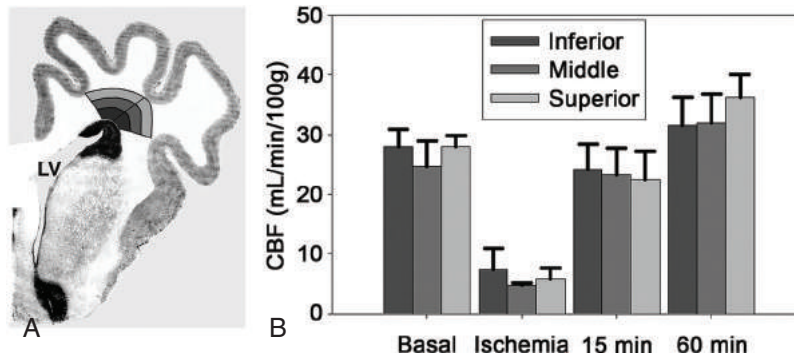 LV
A
B
CBF (mL/min/100g)
50
40
30
20
10
0
Inferior
Middle
Superior
Basal Ischemia 15 min 60 min